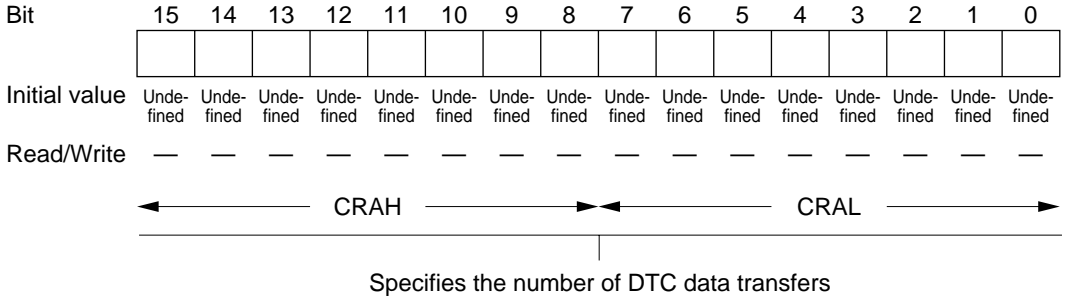 Bit 15 14 13 12 11 10 9 8 7 6 5 4 3 2 1 0
Initial value Unde- Unde- Unde- Unde- Unde- Unde- Unde- Unde- Unde- Unde- Unde- Unde- Unde- Unde- Unde- Unde-
fined fined fined fined fined fined fined fined fined fined fined fined fined fined fined fined
Read/Write — — — — — — — — — — — — — — — —
CRAH CRAL
Specifies the number of DTC data transfers